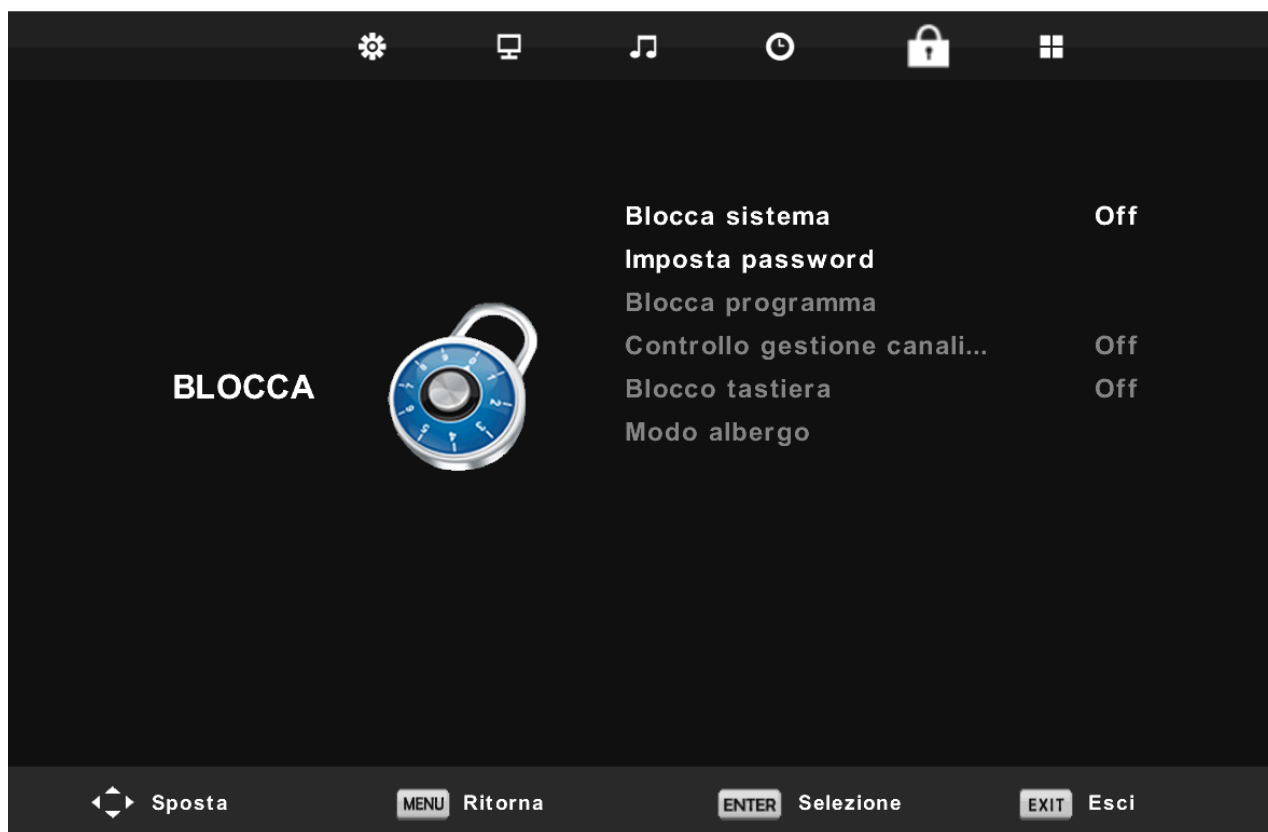 Blocca sistema Off
Imposta password
Blocca programma
Controllo gestione canali... Off
BLOCCA
Blocco tastiera Off
Modo albergo
Sposta MENU Ritorna ENTER Selezione EXIT Esci